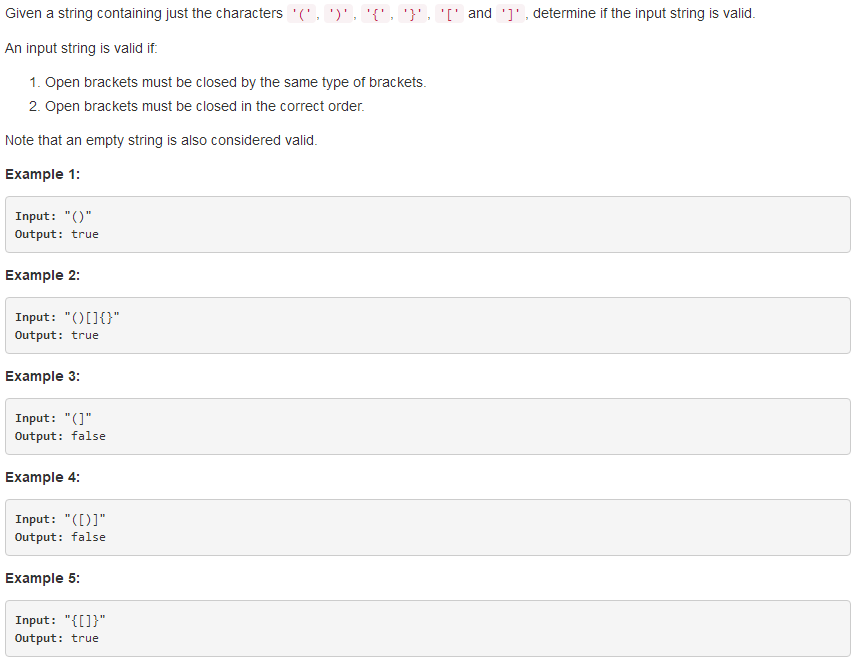 Given a string containing just the characters '(', ')', '{', '}', '[' and ']', determine if the input string is valid.
An input string is valid if:
1. Open brackets must be closed by the same type of brackets.
2. Open brackets must be closed in the correct order.
Note that an empty string is also considered valid.
Example 1:
Input: "()"
Output: true
Example 2:
Input: "()[]{}"
Output: true
Example 3:
Input: "(]"
Output: false
Example 4:
Input: "([)]"
Output: false
Example 5:
Input: "{[]}"
Output: true